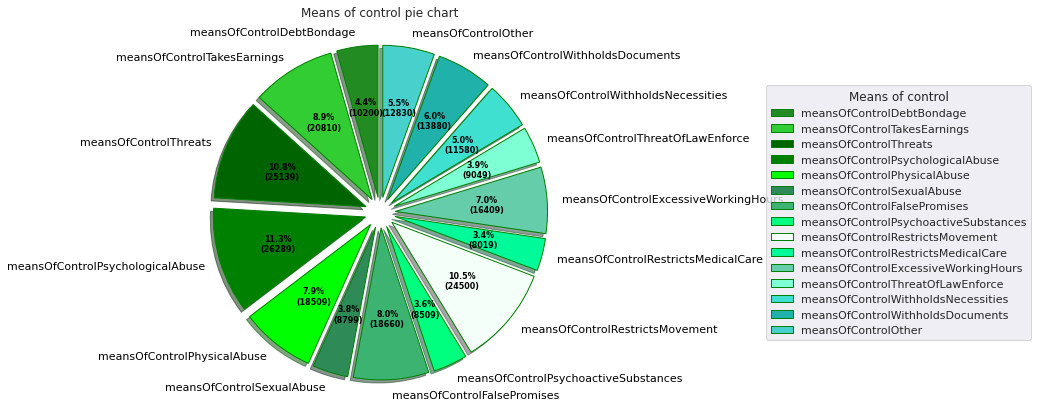 Means of control pie chart
meansOfControlDebtBondage
4.4%
(10200)
meansOfControlTakesEarnings
8.9%
(20810)
meansOfControlThreats
10.8%
(25139)
meansOfControlPsychologicalAbuse
11.3%
(26289)
meansOfControlPhysicalAbuse
7.9%
(18509)
meansOfControlSexualAbuse
3.8%
(8799)
meansOfControlFalsePromises
8.0%
(18660)
meansOfControlPsychoactiveSubstances
3.6%
(8509)
meansOfControlRestrictsMovement
10.5%
(24500)
meansOfControlRestrictsMedicalCare
3.4%
(8019)
meansOfControlExcessiveWorkingHours
7.0%
(16409)
meansOfControlThreatOfLawEnforce
3.9%
(9049)
meansOfControlWithholdsNecessities
5.0%
(11580)
meansOfControlWithholdsDocuments
6.0%
(13880)
meansOfControlOther
5.5%
(12830)
Means of control
meansOfControlDebtBondage
meansOfControlTakesEarnings
meansOfControlThreats
meansOfControlPsychologicalAbuse
meansOfControlPhysicalAbuse
meansOfControlSexualAbuse
meansOfControlFalsePromises
meansOfControlPsychoactiveSubstances
meansOfControlRestrictsMovement
meansOfControlRestrictsMedicalCare
meansOfControlExcessiveWorkingHours
meansOfControlThreatOfLawEnforce
meansOfControlWithholdsNecessities
meansOfControlWithholdsDocuments
meansOfControlOther